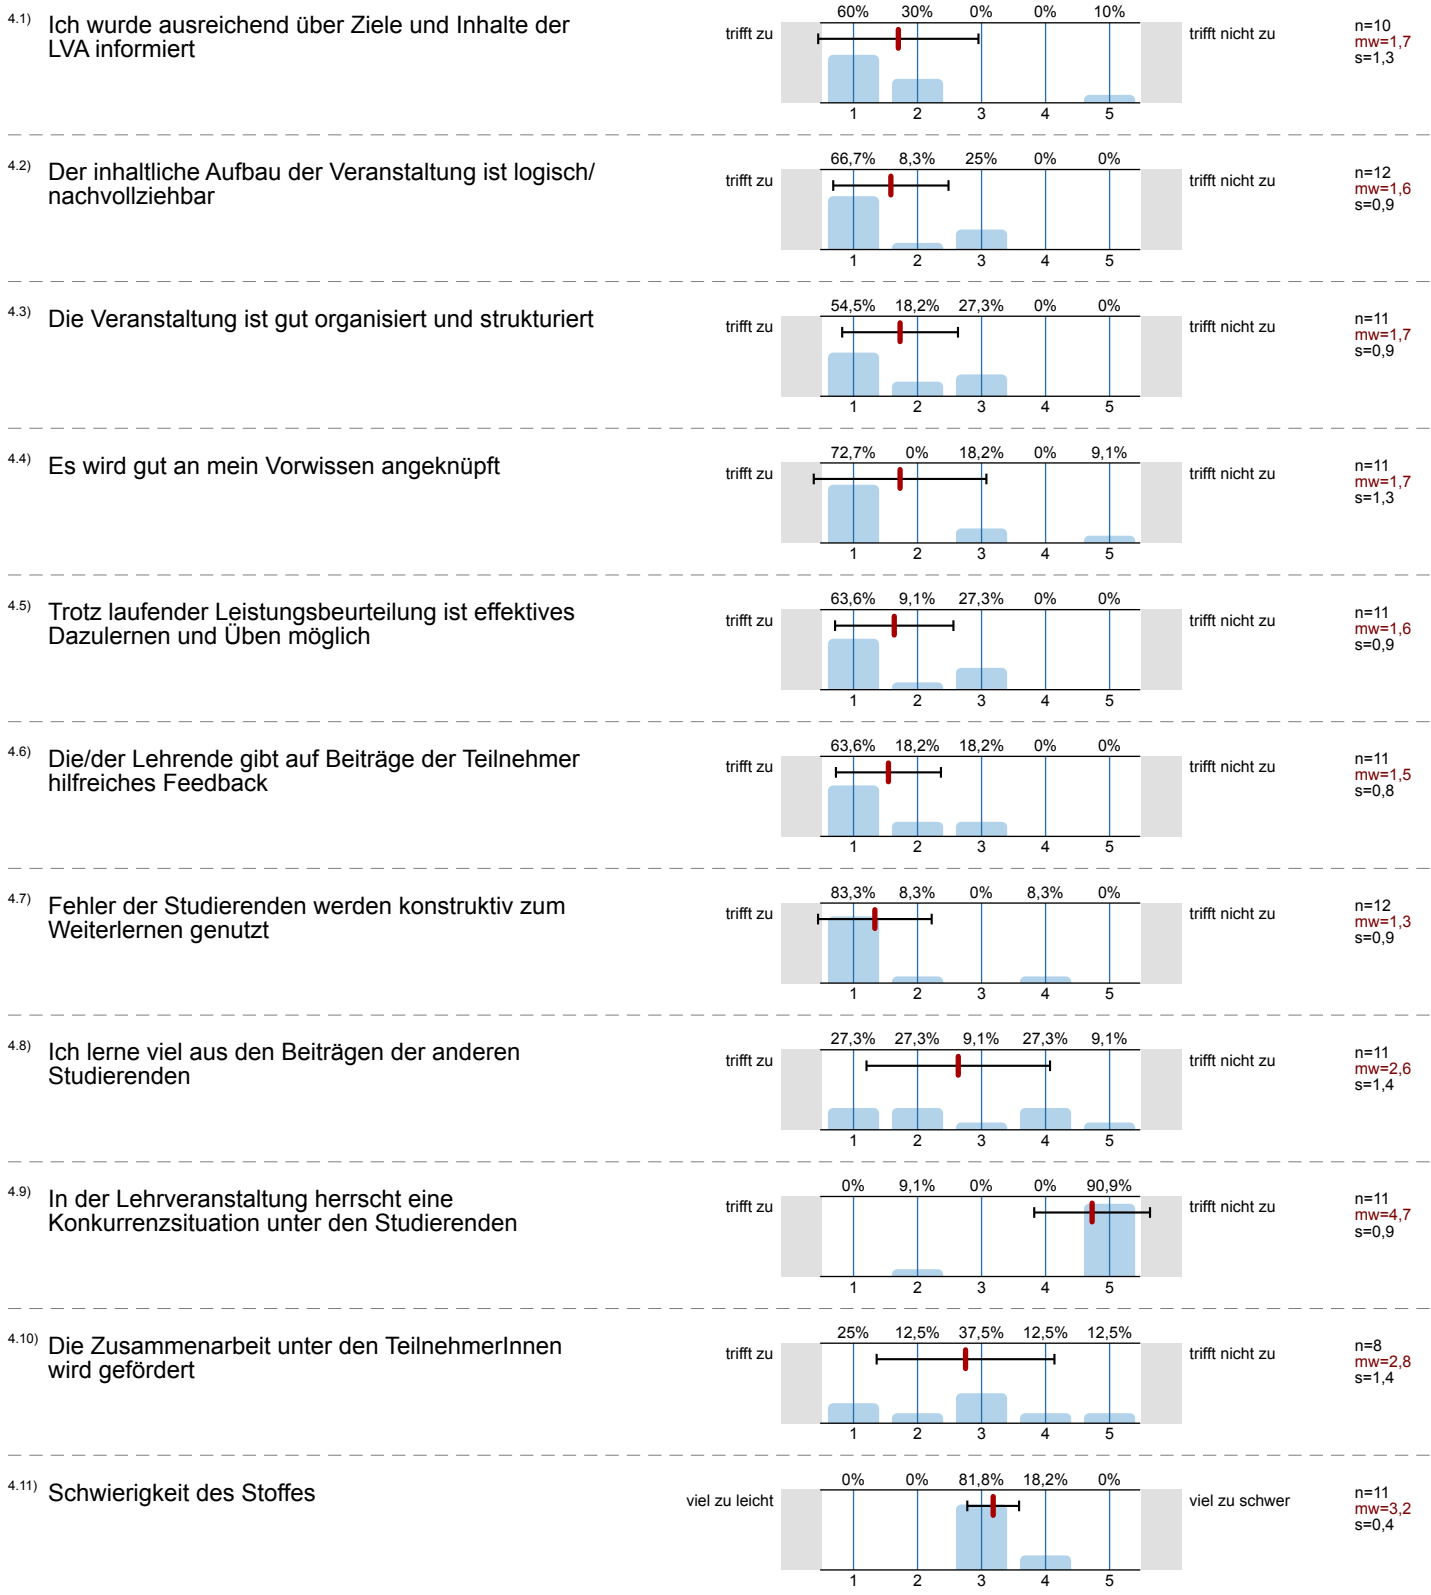 4.1) Ich wurde ausreichend über Ziele und Inhalte der
LVA informiert
60% 30% 0% 0% 10%
trifft zu
trifft nicht zu
n=10
mw=1,7
s=1,3
1 2 3 4 5
4.2) Der inhaltliche Aufbau der Veranstaltung ist logisch/
nachvollziehbar
66,7% 8,3% 25% 0% 0%
trifft zu
trifft nicht zu
n=12
mw=1,6
s=0,9
1 2 3 4 5
4.3) Die Veranstaltung ist gut organisiert und strukturiert
54,5% 18,2% 27,3% 0% 0%
trifft zu
trifft nicht zu
n=11
mw=1,7
s=0,9
1 2 3 4 5
4.4) Es wird gut an mein Vorwissen angeknüpft
72,7% 0% 18,2% 0% 9,1%
trifft zu
trifft nicht zu
n=11
mw=1,7
s=1,3
1 2 3 4 5
4.5) Trotz laufender Leistungsbeurteilung ist effektives
Dazulernen und Üben möglich
63,6% 9,1% 27,3% 0% 0%
trifft zu
trifft nicht zu
n=11
mw=1,6
s=0,9
1 2 3 4 5
4.6) Die/der Lehrende gibt auf Beiträge der Teilnehmer
hilfreiches Feedback
63,6% 18,2% 18,2% 0% 0%
trifft zu
trifft nicht zu
n=11
mw=1,5
s=0,8
1 2 3 4 5
4.7) Fehler der Studierenden werden konstruktiv zum
Weiterlernen genutzt
83,3% 8,3% 0% 8,3% 0%
trifft zu
trifft nicht zu
n=12
mw=1,3
s=0,9
1 2 3 4 5
4.8) Ich lerne viel aus den Beiträgen der anderen
Studierenden
27,3% 27,3% 9,1% 27,3% 9,1%
trifft zu
trifft nicht zu
n=11
mw=2,6
s=1,4
1 2 3 4 5
4.9) In der Lehrveranstaltung herrscht eine
Konkurrenzsituation unter den Studierenden
0% 9,1% 0% 0% 90,9%
trifft zu
trifft nicht zu
n=11
mw=4,7
s=0,9
1 2 3 4 5
4.10) Die Zusammenarbeit unter den TeilnehmerInnen
wird gefördert
25% 12,5% 37,5% 12,5% 12,5%
trifft zu
trifft nicht zu
n=8
mw=2,8
s=1,4
1 2 3 4 5
4.11) Schwierigkeit des Stoffes
0% 0% 81,8% 18,2% 0%
viel zu leicht
viel zu schwer
n=11
mw=3,2
s=0,4
1 2 3 4 5